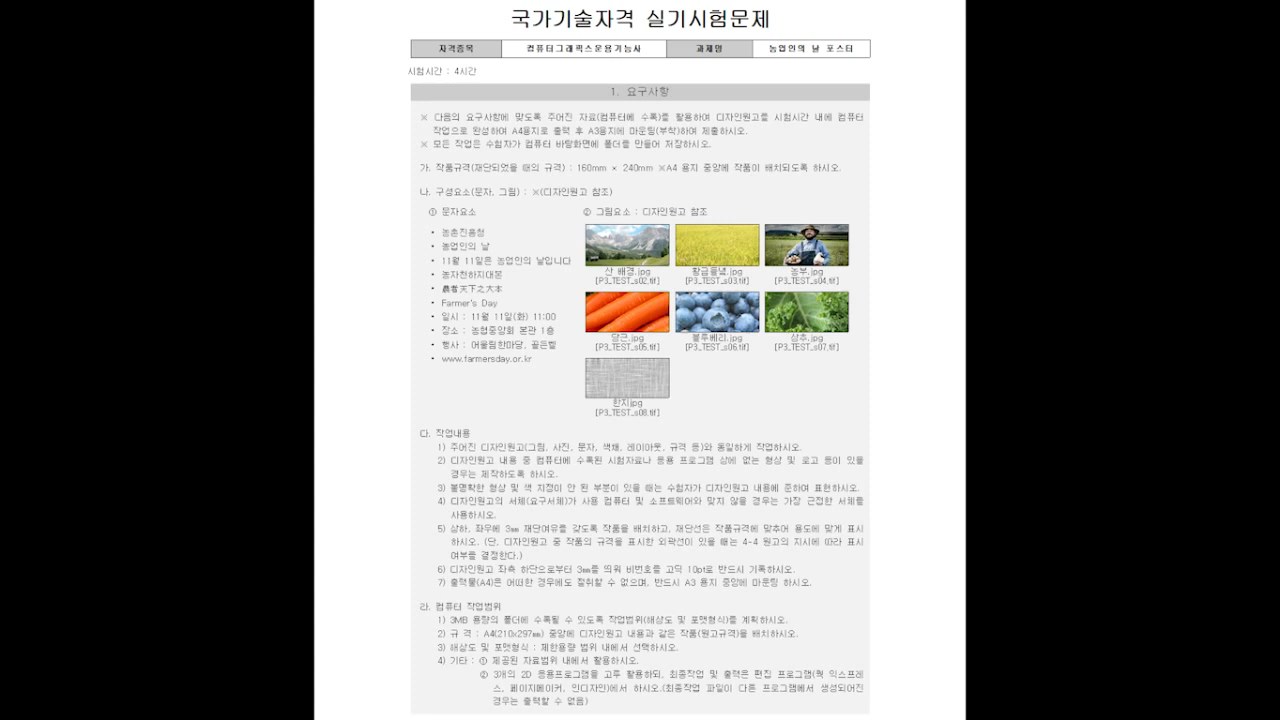 국가기술자격 실기시험문제
자격종목 컴퓨터그래픽스운용기능사 과제명 농업인의 날 포스터
시험시간 : 4시간
1. 요구사항
※ 다음의 요구사항에 맞도록 주어진 자료(컴퓨터에 수록)를 활용하여 디자인원고를 시험시간 내에 컴퓨터
작업으로 완성하여 A4용지로 출력 후 A3용지에 마운팅(부착)하여 제출하시오.
※ 모든 작업은 수험자가 컴퓨터 바탕화면에 폴더를 만들어 저장하시오.
가. 작품규격(재단되었을 때의 규격) : 160mm × 240mm ※A4 용지 중앙에 작품이 배치되도록 하시오.
나. 구성요소(문자, 그림) : ※(디자인원고 참조)
① 문자요소
• 농촌진흥청
• 농업인의 날
• 11월 11일은 농업인의 날입니다
• 농자천하지대본
• 農者天下之大本
• Farmer's Day
• 일시 : 11월 11일(화) 11:00
• 장소 : 농협중앙회 본관 1층
• 행사 : 어울림한마당, 골든벨
• www.farmersday.or.kr
② 그림요소 : 디자인원고 참조
산 배경.jpg 황금들녘.jpg 농부.jpg
[P3_TEST_s02.tif] [P3_TEST_s03.tif] [P3_TEST_s04.tif]
당근.jpg 블루베리.jpg 상추.jpg
[P3_TEST_s05.tif] [P3_TEST_s06.tif] [P3_TEST_s07.tif]
한지.jpg
[P3_TEST_s08.tif]
다. 작업내용
1) 주어진 디자인원고(그림, 사진, 문자, 색채, 레이아웃, 규격 등)와 동일하게 작업하시오.
2) 디자인원고 내용 중 컴퓨터에 수록된 시험자료나 응용 프로그램 상에 없는 형상 및 로고 등이 있을
경우는 제작하도록 하시오.
3) 불명확한 형상 및 색 지정이 안 된 부분이 있을 때는 수험자가 디자인원고 내용에 준하여 표현하시오.
4) 디자인원고의 서체(요구서체)가 사용 컴퓨터 및 소프트웨어와 맞지 않을 경우는 가장 근접한 서체를
사용하시오.
5) 상하, 좌우에 3㎜ 재단여유를 갖도록 작품을 배치하고, 재단선은 작품규격에 맞추어 용도에 맞게 표시
하시오. (단, 디자인원고 중 작품의 규격을 표시한 외곽선이 있을 때는 4-4 원고의 지시에 따라 표시
여부를 결정한다.)
6) 디자인원고 좌측 하단으로부터 3㎜를 띄워 비번호를 고딕 10pt로 반드시 기록하시오.
7) 출력물(A4)은 어떠한 경우에도 절취할 수 없으며, 반드시 A3 용지 중앙에 마운팅 하시오.
라. 컴퓨터 작업범위
1) 3MB 용량의 폴더에 수록될 수 있도록 작업범위(해상도 및 포맷형식)를 계획하시오.
2) 규 격 : A4(210x297㎜) 중앙에 디자인원고 내용과 같은 작품(원고규격)을 배치하시오.
3) 해상도 및 포맷형식 : 제한용량 범위 내에서 선택하시오.
4) 기타 : ① 제공된 자료범위 내에서 활용하시오.
② 3개의 2D 응용프로그램을 고루 활용하되, 최종작업 및 출력은 편집 프로그램(쿽 익스프레
스, 페이지메이커, 인디자인)에서 하시오.(최종작업 파일이 다른 프로그램에서 생성되어진
경우는 출력할 수 없음)